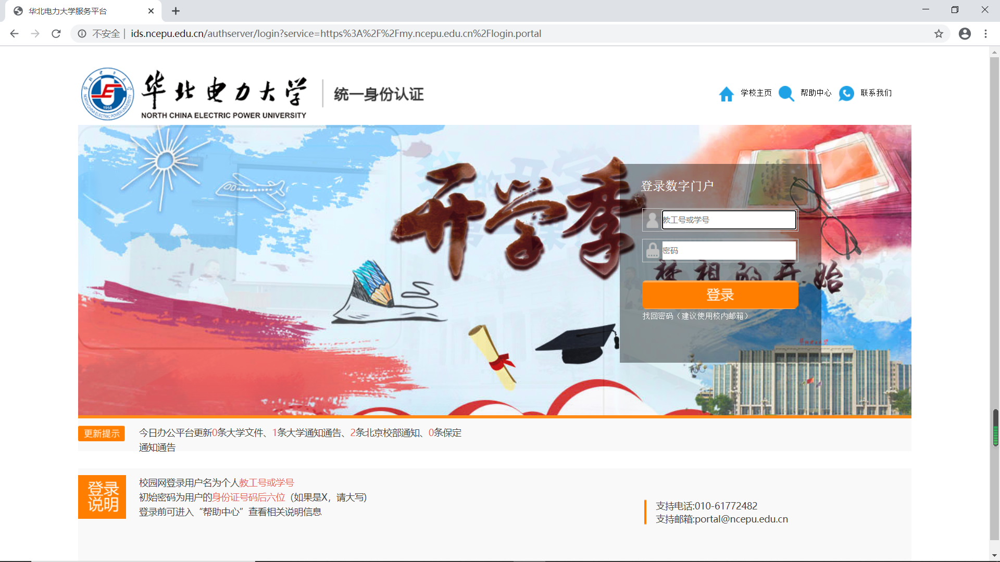 华北电力大学服务平台
不安全 | ids.ncepu.edu.cn/authserver/login?service=https%3A%2F%2Fmy.ncepu.edu.cn%2Flogin.portal
华北电力大学
NORTH CHINA ELECTRIC POWER UNIVERSITY
1958
统一身份认证
学校主页
帮助中心
联系我们
开学季
梦想的开始
登录数字门户
教工号或学号
密码
登录
找回密码（建议使用校内邮箱）
更新提示
今日办公平台更新0条大学文件、1条大学通知通告、2条北京校部通知、0条保定
通知通告
登录
说明
校园网登录用户名为个人教工号或学号
初始密码为用户的身份证号码后六位（如果是X，请大写)
登录前可进入“帮助中心”查看相关说明信息
支持电话:010-61772482
支持邮箱:portal@ncepu.edu.cn